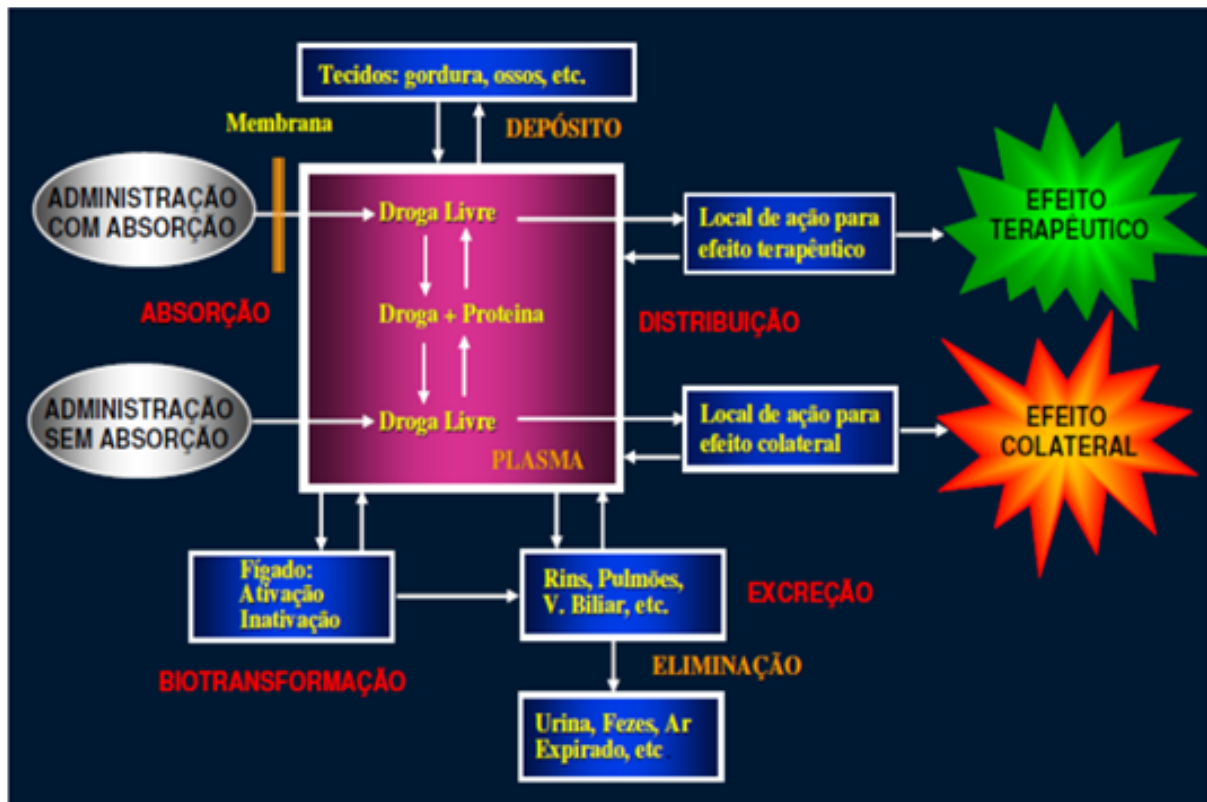 Tecidos: gordura, ossos, etc.
Membrana
DEPÓSITO
ADMINISTRAÇÃO
COM ABSORÇÃO
Droga Livre
Local de ação para
efeito terapêutico
EFEITO
TERAPÊUTICO
ABSORÇÃO
Droga + Proteina
DISTRIBUIÇÃO
ADMINISTRAÇÃO
SEM ABSORÇÃO
Droga Livre
PLASMA
Local de ação para
efeito colateral
EFEITO
COLATERAL
Fígado:
Ativação
Inativação
Rins, Pulmões,
V. Biliar, etc.
EXCREÇÃO
BIOTRANSFORMAÇÃO
ELIMINAÇÃO
Urina, Fezes, Ar
Expirado, etc